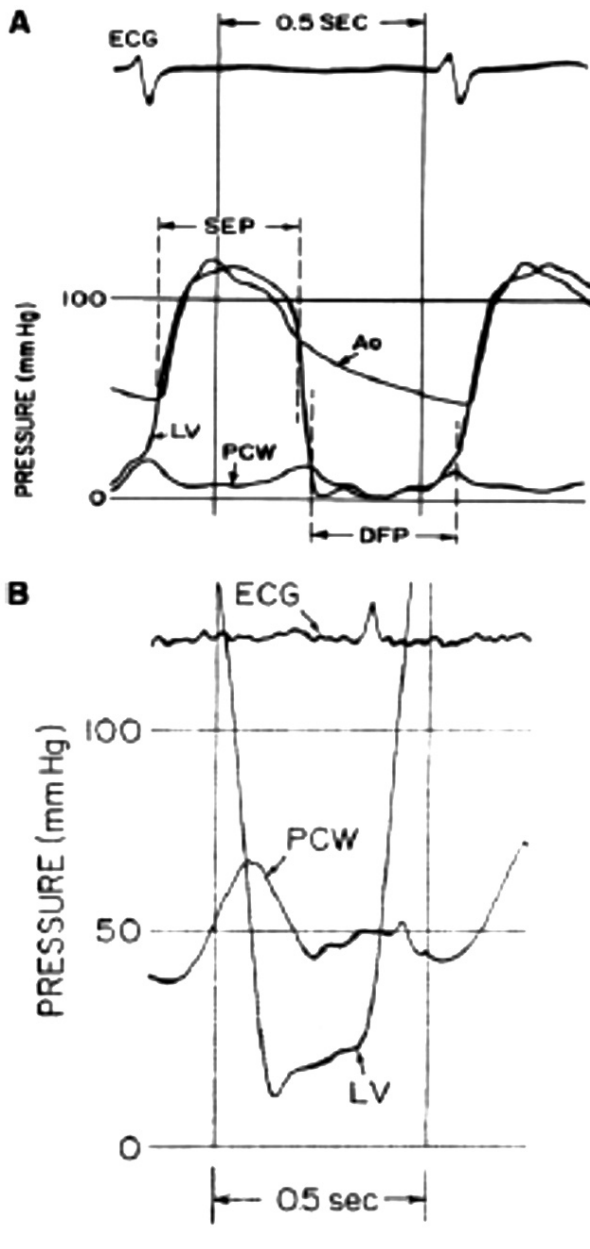 A
0.5 SEC
ECG
SEP
100
Ao
PRESSURE (mm Hg)
LV
PCW
0
DFP
B
ECG
100
PRESSURE (mm Hg)
PCW
50
LV
0
0.5 sec